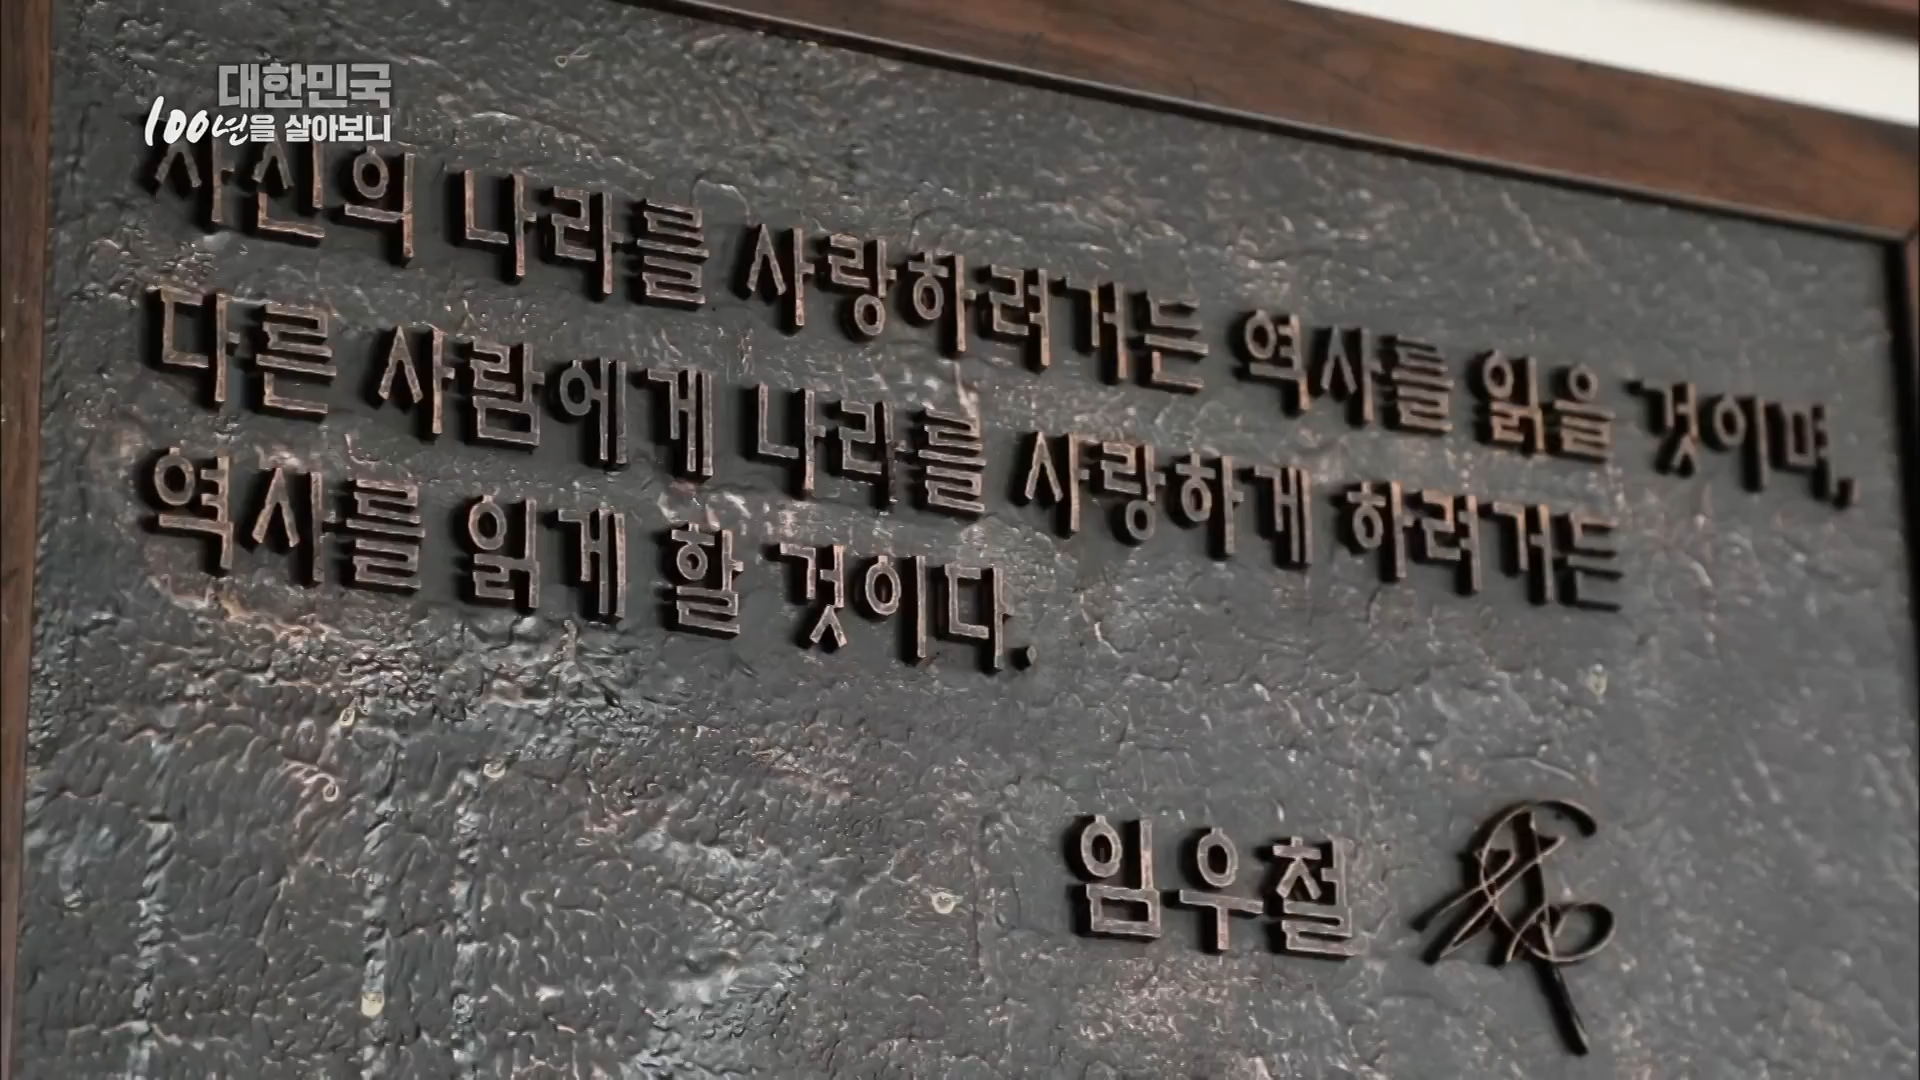 대한민국
100년을 살아보니
자신의 나라를 사랑하려거든 역사를 읽을 것이며,
다른 사람에게 나라를 사랑하게 하려거든
역사를 읽게 할 것이다.
임우철